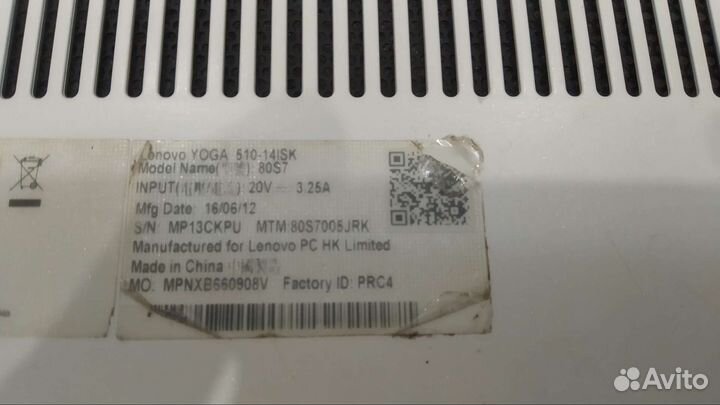 Lenovo YOGA 510-14ISK
Model Name( ): 80S7
INPUT( ): 20V⎓ 3.25A
Mfg Date: 16/06/12
S/N: MP13CKPU MTM:80S7005JRK
Manufactured for Lenovo PC HK Limited
Made in China
MO: MPNXB660908V Factory ID: PRC4
Avito